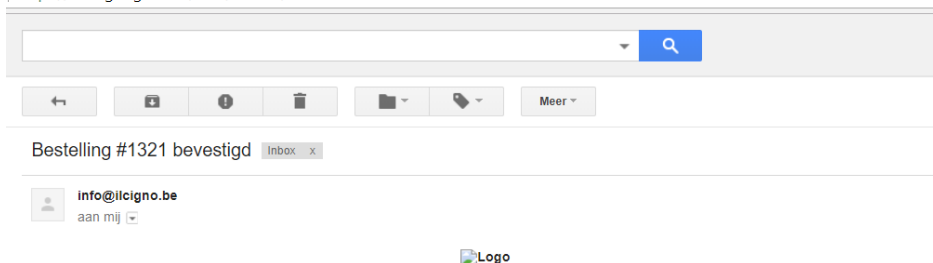 Meer
Bestelling #1321 bevestigd Inbox x
info@ilcigno.be
aan mij
Logo